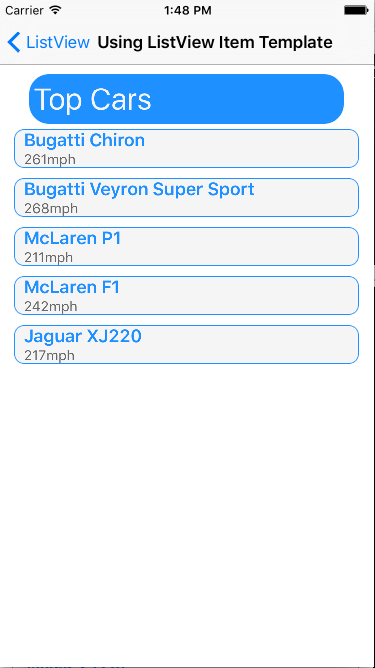 Carrier 1:48 PM
ListView Using ListView Item Template
Top Cars
Bugatti Chiron
261mph
Bugatti Veyron Super Sport
268mph
McLaren P1
211mph
McLaren F1
242mph
Jaguar XJ220
217mph